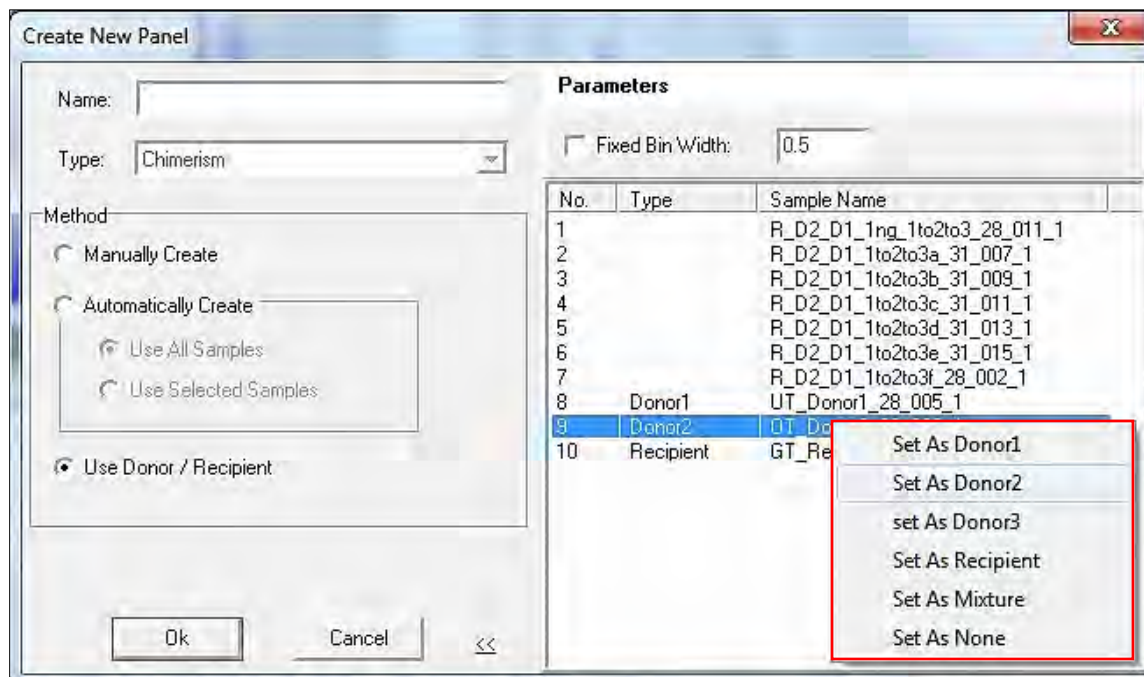 Create New Panel
X
Name:
Type: Chimerism
Method
Manually Create
Automatically Create
Use All Samples
Use Selected Samples
Use Donor / Recipient
Ok Cancel <<
Parameters
Fixed Bin Width: 0.5
No. Type Sample Name
1 R_D2_D1_1ng_1to2to3_28_011_1
2 R_D2_D1_1to2to3a_31_007_1
3 R_D2_D1_1to2to3b_31_009_1
4 R_D2_D1_1to2to3c_31_011_1
5 R_D2_D1_1to2to3d_31_013_1
6 R_D2_D1_1to2to3e_31_015_1
7 R_D2_D1_1to2to3f_28_002_1
8 Donor1 UT_Donor1_28_005_1
9 Donor2
10 Recipient GT_Re
Set As Donor1
Set As Donor2
set As Donor3
Set As Recipient
Set As Mixture
Set As None